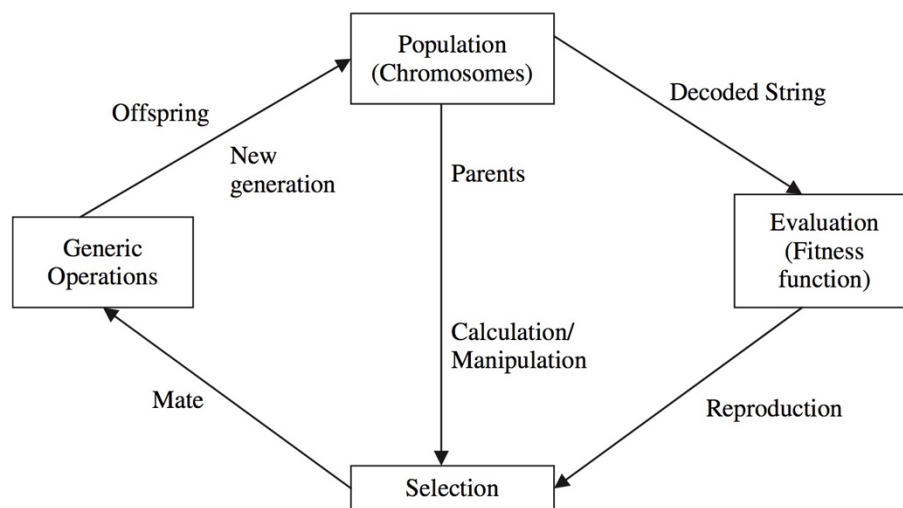 Population
(Chromosomes)
Offspring
Decoded String
New
generation
Parents
Generic
Operations
Evaluation
(Fitness
function)
Calculation/
Manipulation
Mate
Reproduction
Selection